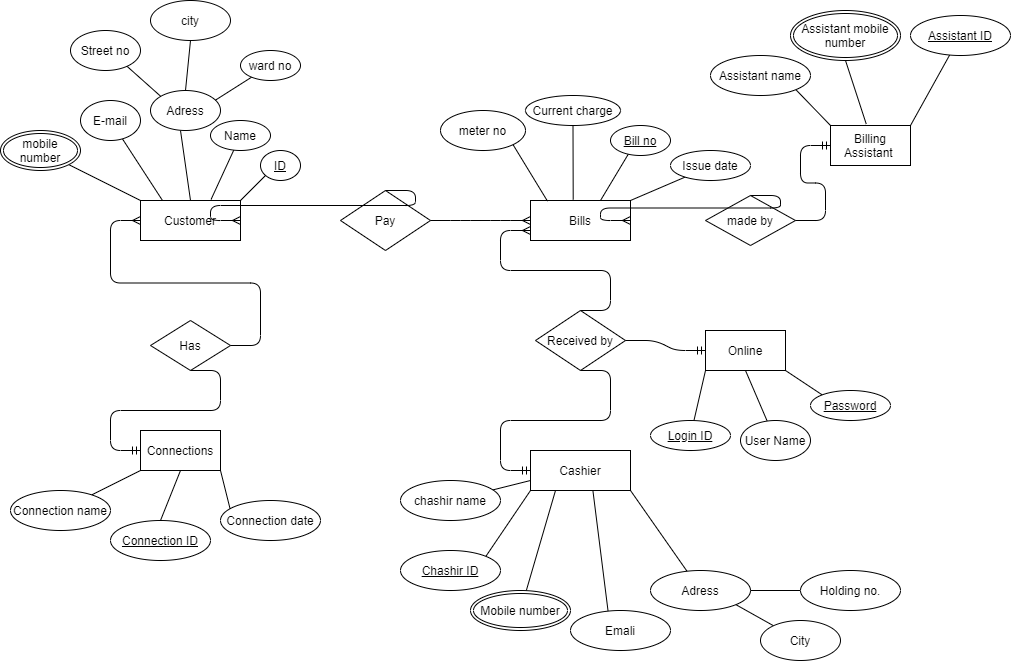 city
Street no
ward no
Adress
E-mail
Name
mobile
number
ID
Customer
Pay
meter no
Current charge
Bill no
Issue date
Bills
made by
Assistant mobile
number
Assistant ID
Assistant name
Billing
Assistant
Has
Received by
Online
Login ID
User Name
Password
Connections
Connection name
Connection ID
Connection date
Cashier
chashir name
Chashir ID
Mobile number
Emali
Adress
Holding no.
City